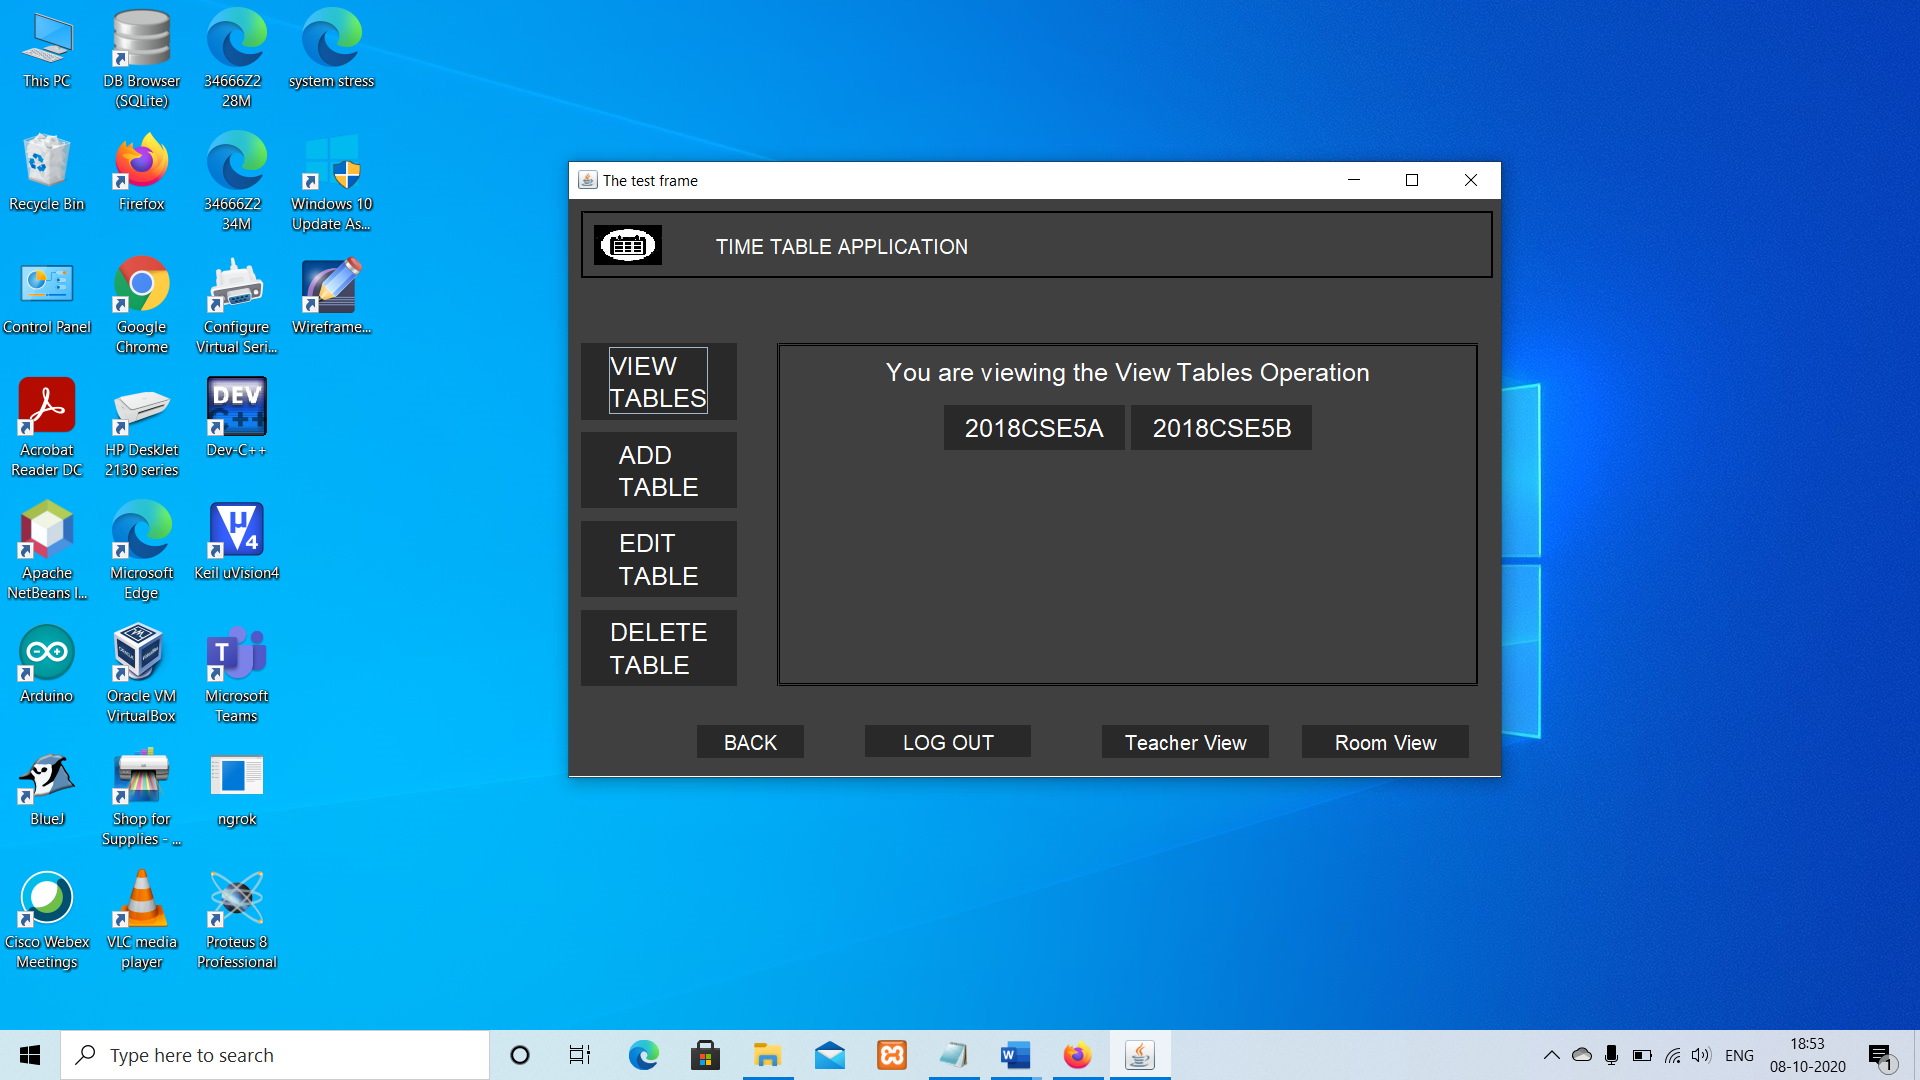 This PC
DB Browser
(SQLite)
34666Z2
28M
system stress
Recycle Bin
Firefox
34666Z2
34M
Windows 10
Update As...
Control Panel
Google
Chrome
Configure
Virtual Seri...
Wireframe...
Acrobat
Reader DC
HP DeskJet
2130 series
DEV
C++
Dev-C++
Apache
NetBeans I...
Microsoft
Edge
μ
V
4
Keil uVision4
Arduino
Oracle VM
VirtualBox
T
Microsoft
Teams
BlueJ
Shop for
Supplies - ...
ngrok
Cisco Webex
Meetings
VLC media
player
Proteus 8
Professional
The test frame
TIME TABLE APPLICATION
VIEW
TABLES
ADD
TABLE
EDIT
TABLE
DELETE
TABLE
You are viewing the View Tables Operation
2018CSE5A 2018CSE5B
BACK LOG OUT Teacher View Room View
Type here to search
W
ENG
18:53
08-10-2020
1